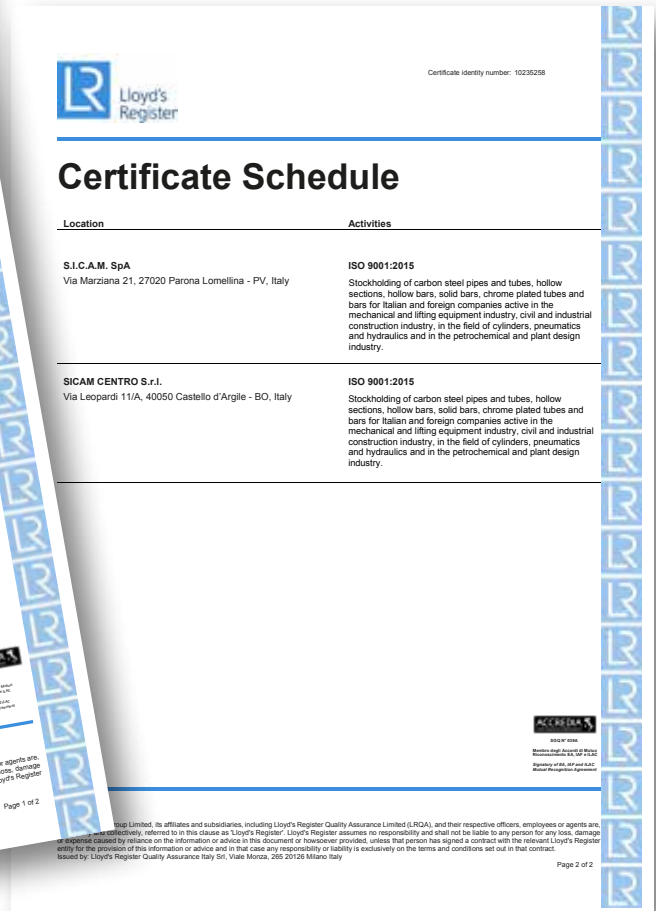 Certificate identity number: 10235258
LR
Lloyd's
Register
Certificate Schedule
Location Activities
S.I.C.A.M. SpA
Via Marziana 21, 27020 Parona Lomellina - PV, Italy
ISO 9001:2015
Stockholding of carbon steel pipes and tubes, hollow
sections, hollow bars, solid bars, chrome plated tubes and
bars for Italian and foreign companies active in the
mechanical and lifting equipment industry, civil and industrial
construction industry, in the field of cylinders, pneumatics
and hydraulics and in the petrochemical and plant design
industry.
SICAM CENTRO S.r.l.
Via Leopardi 11/A, 40050 Castello d'Argile - BO, Italy
ISO 9001:2015
Stockholding of carbon steel pipes and tubes, hollow
sections, hollow bars, solid bars, chrome plated tubes and
bars for Italian and foreign companies active in the
mechanical and lifting equipment industry, civil and industrial
construction industry, in the field of cylinders, pneumatics
and hydraulics and in the petrochemical and plant design
industry.
ACCREDIA
Membro degli Accordi di Mutuo
Riconoscimento EA, IAF e ILAC
Signatory of EA, IAF and ILAC
Mutual Recognition Agreement
Limited, its affiliates and subsidiaries, including Lloyd's Register Quality Assurance Limited (LRQA), and their respective officers, employees or agents are,
and collectively, referred to in this clause as 'Lloyd's Register'. Lloyd's Register assumes no responsibility and shall not be liable to any person for any loss, damage
or expense caused by reliance on the information or advice in this document or howsoever provided, unless that person has signed a contract with the relevant Lloyd's Register
entity for the provision of this information or advice and in that case any responsibility or liability is exclusively on the terms and conditions set out in that contract.
Issued by: Lloyd's Register Quality Assurance Italy Srl, Viale Monza, 265 20126 Milano Italy
Page 2 of 2
agents are,
damage
Register
Page 1 of 2